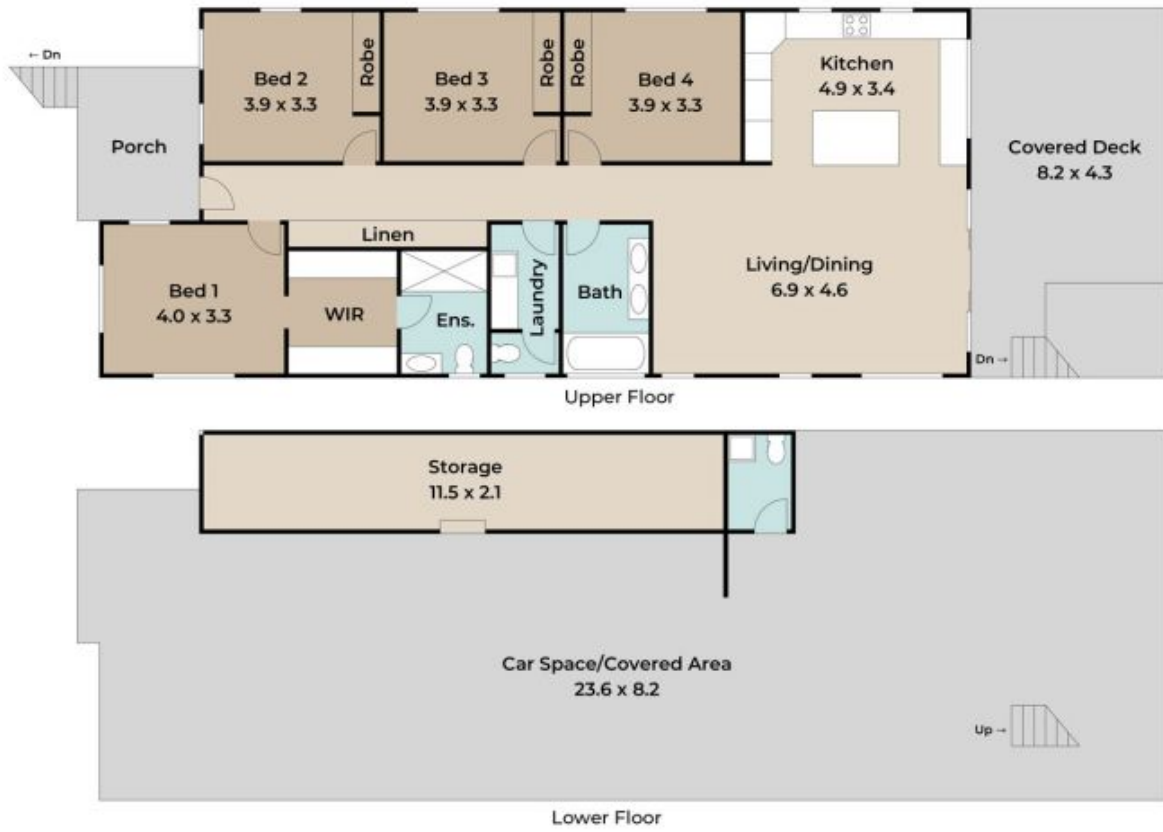 ← Dn
Porch
Bed 2
3.9 x 3.3
Robe
Bed 3
3.9 x 3.3
Robe
Robe
Bed 4
3.9 x 3.3
Kitchen
4.9 x 3.4
Covered Deck
8.2 x 4.3
Bed 1
4.0 x 3.3
Linen
WIR
Ens.
Laundry
Bath
Living/Dining
6.9 x 4.6
Dn →
Upper Floor
Storage
11.5 x 2.1
Car Space/Covered Area
23.6 x 8.2
Up →
Lower Floor